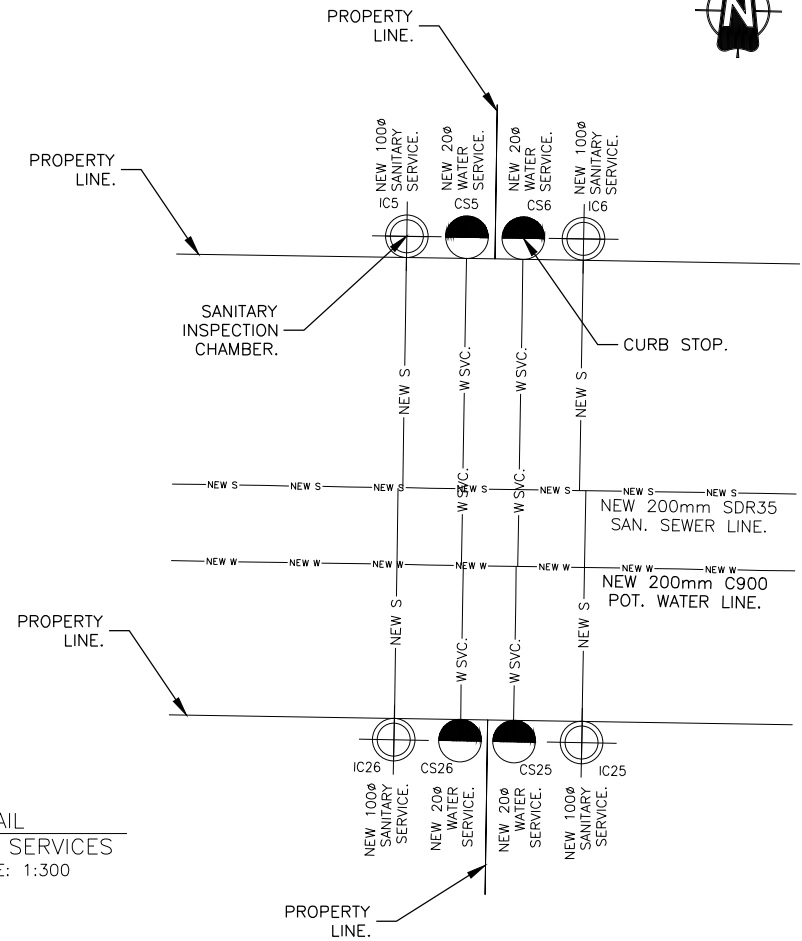 N
PROPERTY
LINE.
PROPERTY
LINE.
NEW 100ø
SANITARY
SERVICE.
NEW 20ø
WATER
SERVICE.
NEW 20ø
WATER
SERVICE.
NEW 100ø
SANITARY
SERVICE.
IC5
CS5
CS6
IC6
SANITARY
INSPECTION
CHAMBER.
CURB STOP.
NEW S
W SVC.
W SVC.
NEW S
NEW S
NEW S
NEW S
NEW S
NEW S
NEW S
NEW S
W SVC.
W SVC.
NEW 200mm SDR35
SAN. SEWER LINE.
NEW W
NEW W
NEW W
NEW W
NEW W
NEW W
NEW W
NEW 200mm C900
POT. WATER LINE.
NEW S
W SVC.
W SVC.
NEW S
PROPERTY
LINE.
IC26
CS26
CS25
IC25
NEW 100ø
SANITARY
SERVICE.
NEW 20ø
WATER
SERVICE.
NEW 20ø
WATER
SERVICE.
NEW 100ø
SANITARY
SERVICE.
AIL
SERVICES
E: 1:300
PROPERTY
LINE.